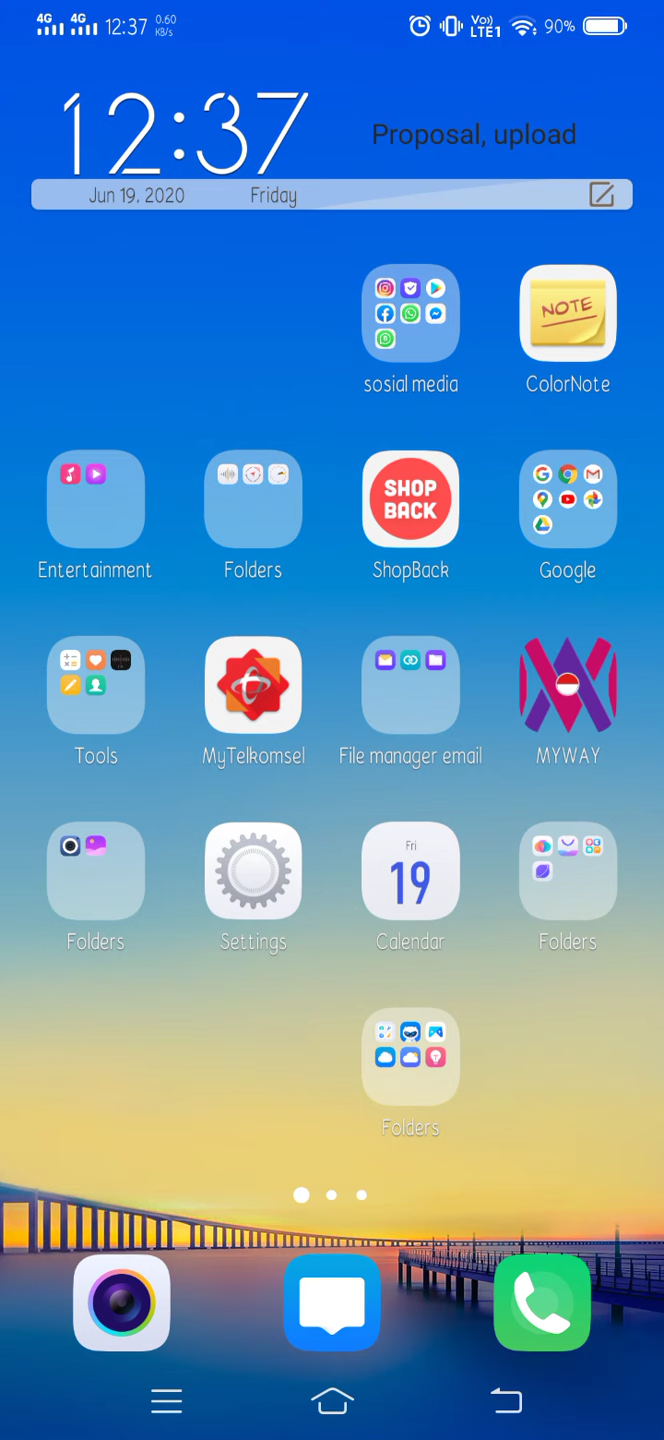 4G 4G 12:37 0.60 KB/s Vo)) LTE1 90%
12:37
Proposal, upload
Jun 19, 2020 Friday
NOTE
sosial media ColorNote
SHOP
BACK
Entertainment Folders ShopBack Google
Tools MyTelkomsel File manager email MYWAY
Fri
19
Folders Settings Calendar Folders
Folders